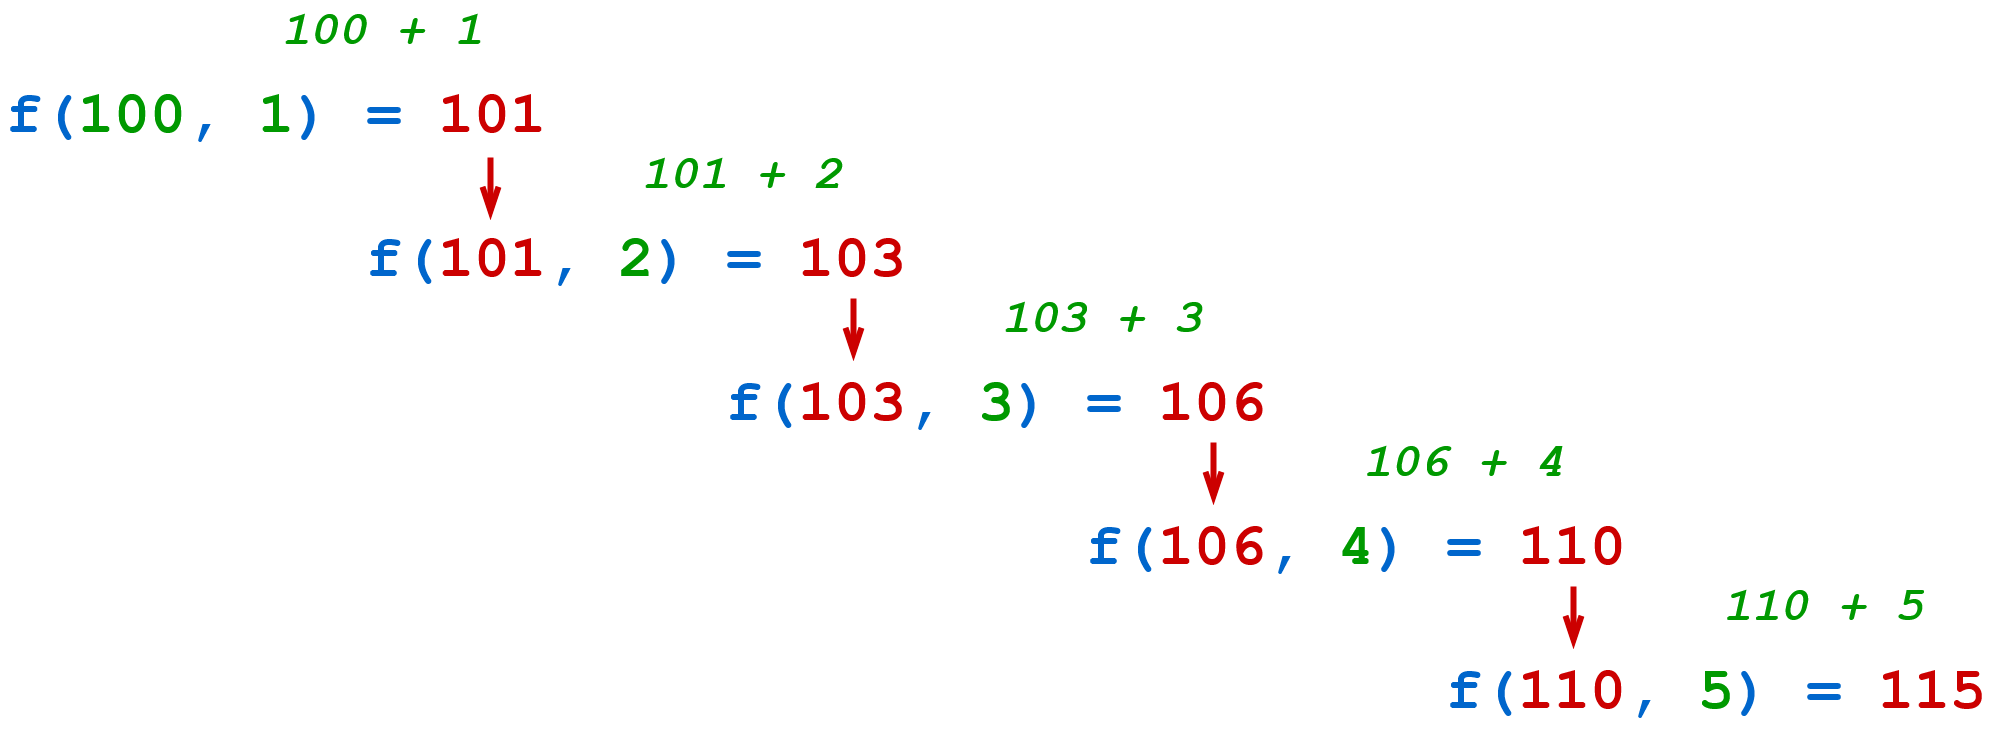 100 + 1
f(100, 1) = 101
101 + 2
f(101, 2) = 103
103 + 3
f(103, 3) = 106
106 + 4
f(106, 4) = 110
110 + 5
f(110, 5) = 115